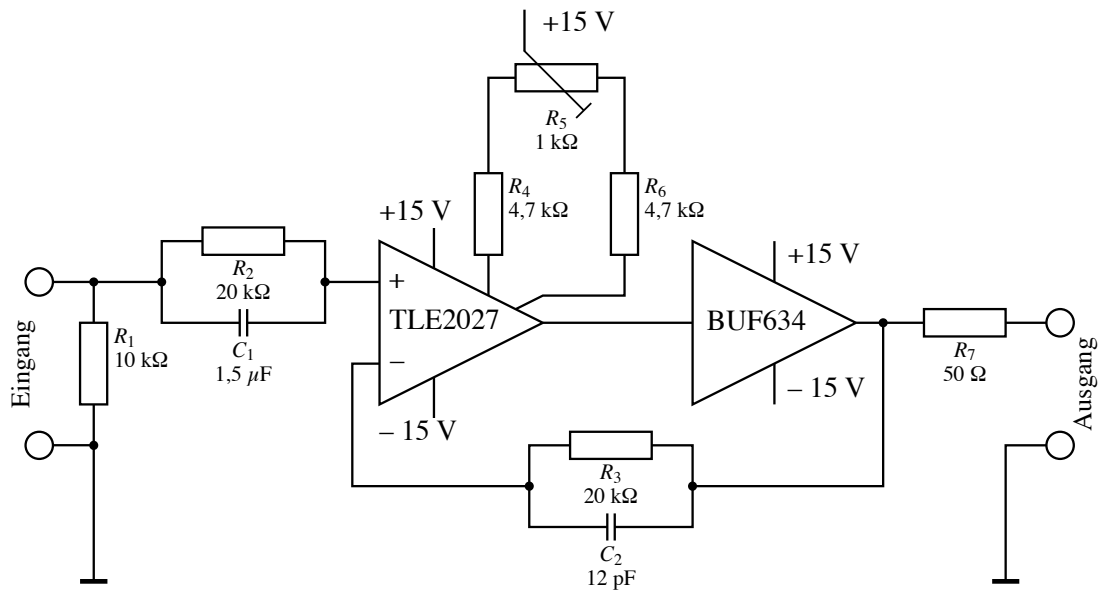 +15 V
R5
1 kΩ
R4
4,7 kΩ
R6
4,7 kΩ
+15 V
+15 V
R2
20 kΩ
C1
1,5 µF
Eingang
R1
10 kΩ
+
TLE2027
−
− 15 V
BUF634
− 15 V
R7
50 Ω
Ausgang
R3
20 kΩ
C2
12 pF